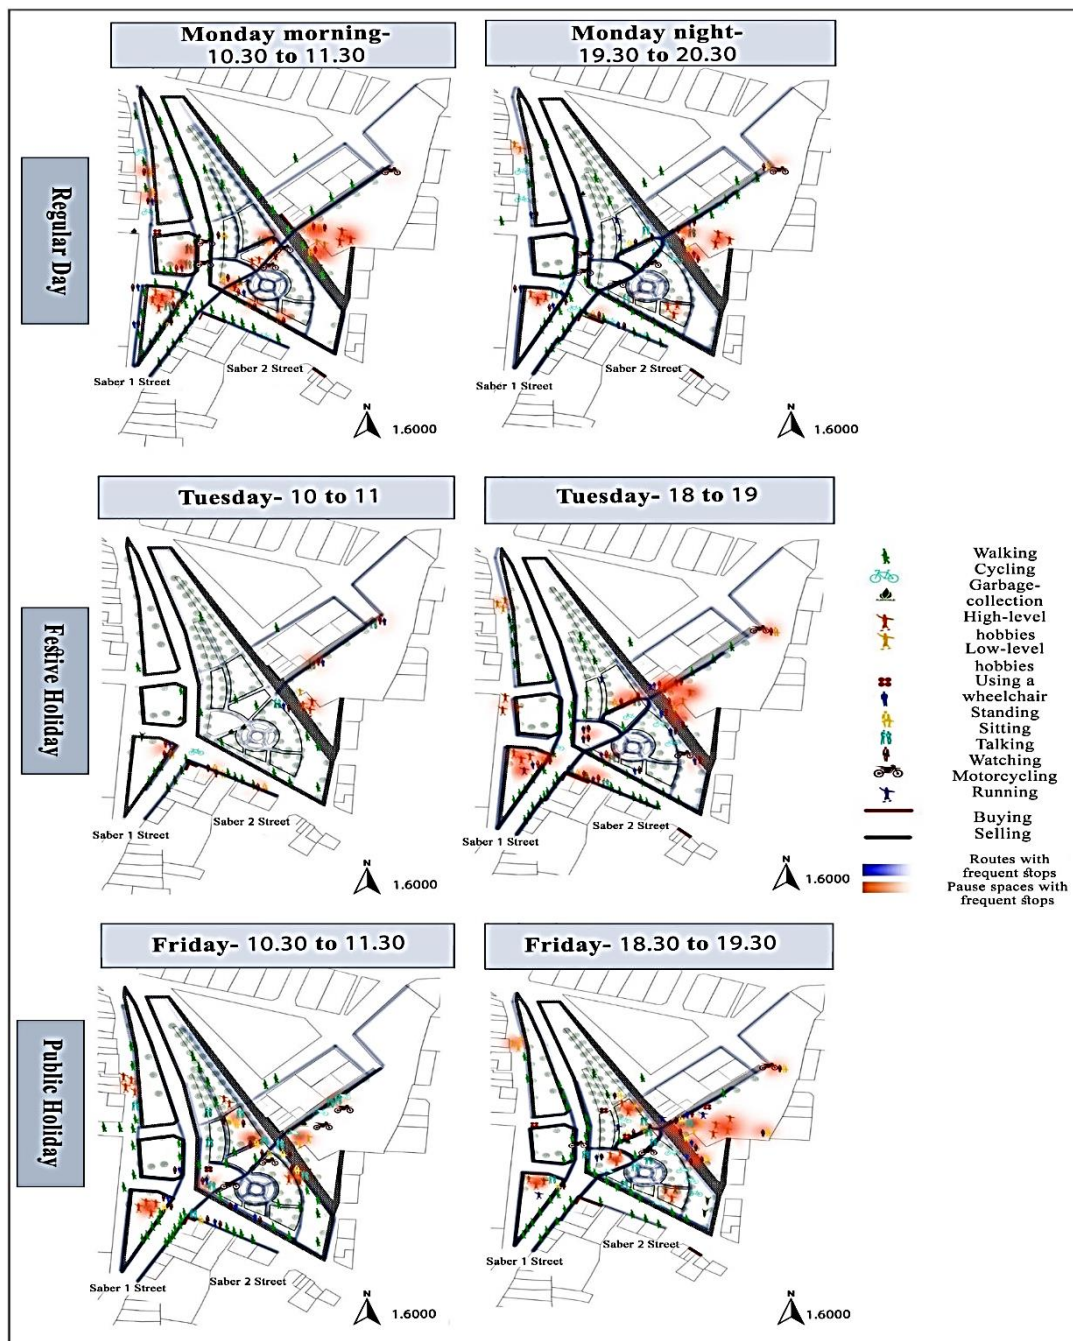 Monday morning-
10.30 to 11.30
Monday night-
19.30 to 20.30
Regular Day
Saber 1 Street
Saber 2 Street
N
1.6000
Saber 1 Street
Saber 2 Street
N
1.6000
Tuesday- 10 to 11
Tuesday- 18 to 19
Festive Holiday
Saber 1 Street
Saber 2 Street
N
Saber 1 Street
Saber 2 Street
N
1.6000
Walking
Cycling
Garbage-
collection
High-level
hobbies
Low-level
hobbies
Using a
wheelchair
Standing
Sitting
Talking
Watching
Motorcycling
Running
Buying
Selling
Routes with
frequent stops
Pause spaces with
frequent stops
Friday- 10.30 to 11.30
Friday- 18.30 to 19.30
Public Holiday
Saber 1 Street
Saber 2 Street
N
1.6000
Saber 1 Street
Saber 2 Street
N
1.6000